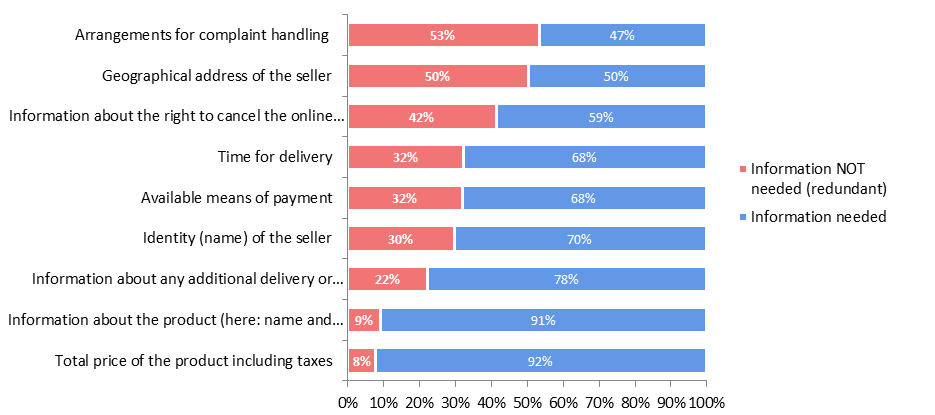 Arrangements for complaint handling 53% 47%
Geographical address of the seller 50% 50%
Information about the right to cancel the online... 42% 59%
Time for delivery 32% 68%
Available means of payment 32% 68%
Identity (name) of the seller 30% 70%
Information about any additional delivery or... 22% 78%
Information about the product (here: name and... 9% 91%
Total price of the product including taxes 8% 92%
0% 10% 20% 30% 40% 50% 60% 70% 80% 90% 100%
Information NOT
needed (redundant)
Information needed